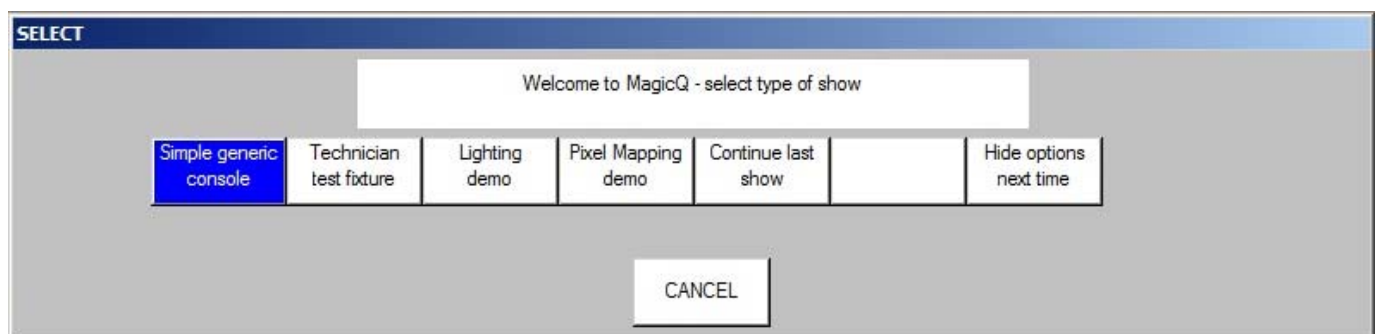 SELECT
Welcome to MagicQ - select type of show
Simple generic console
Technician test fixture
Lighting demo
Pixel Mapping demo
Continue last show
Hide options next time
CANCEL